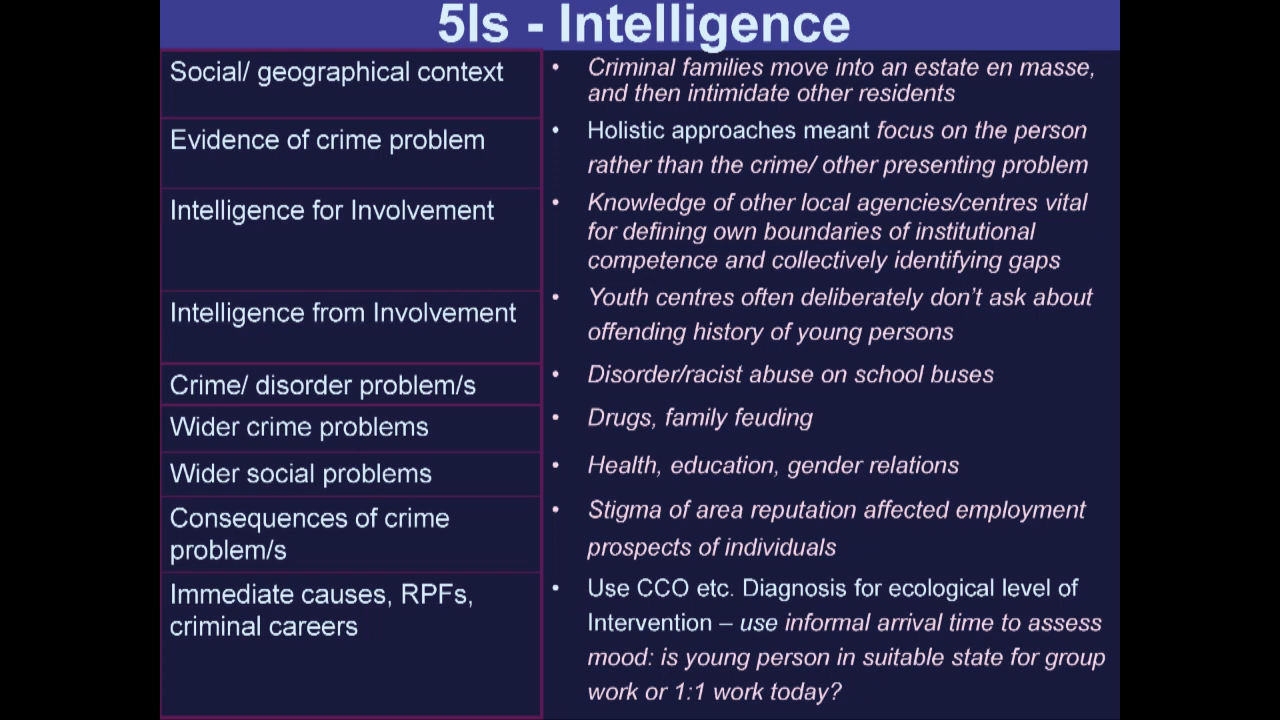 5Is - Intelligence
Social/ geographical context
• Criminal families move into an estate en masse,
and then intimidate other residents
Evidence of crime problem
• Holistic approaches meant focus on the person
rather than the crime/ other presenting problem
Intelligence for Involvement
• Knowledge of other local agencies/centres vital
for defining own boundaries of institutional
competence and collectively identifying gaps
Intelligence from Involvement
• Youth centres often deliberately don't ask about
offending history of young persons
Crime/ disorder problem/s
• Disorder/racist abuse on school buses
Wider crime problems
• Drugs, family feuding
Wider social problems
• Health, education, gender relations
Consequences of crime
problem/s
• Stigma of area reputation affected employment
prospects of individuals
Immediate causes, RPFs,
criminal careers
• Use CCO etc. Diagnosis for ecological level of
Intervention – use informal arrival time to assess
mood: is young person in suitable state for group
work or 1:1 work today?